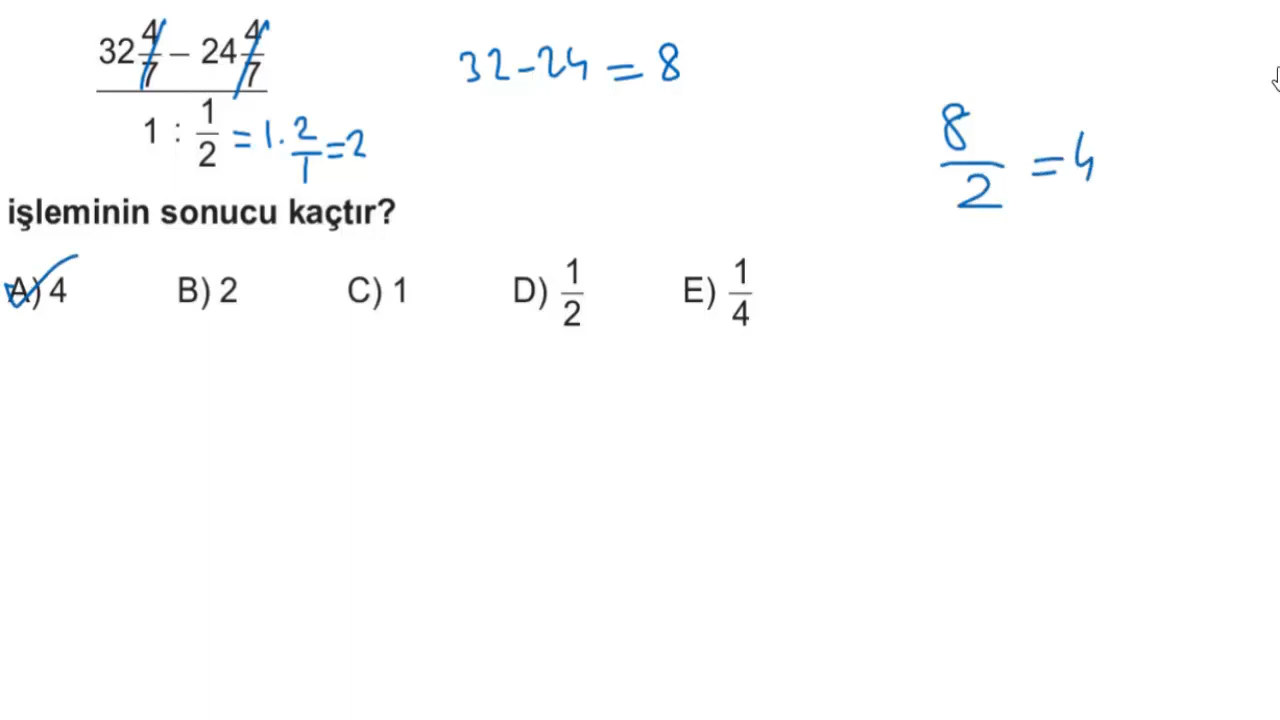 32 4/7 – 24 4/7 32-24=8
1 : 1/2 =1.2/1=2 8/2=4
işleminin sonucu kaçtır?
A) 4 B) 2 C) 1 D) 1/2 E) 1/4